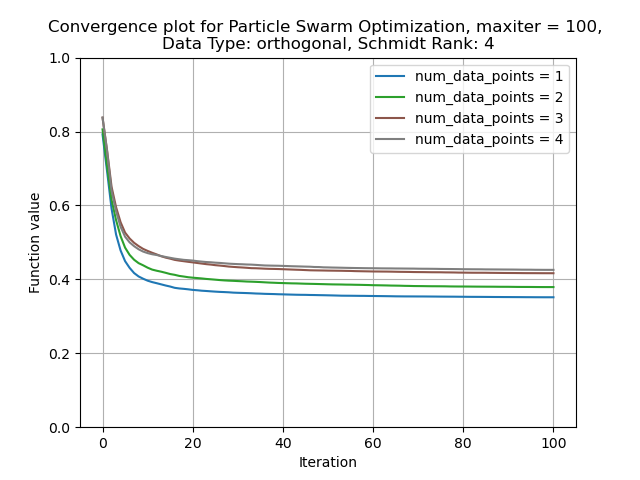 Convergence plot for Particle Swarm Optimization, maxiter = 100,
Data Type: orthogonal, Schmidt Rank: 4
num_data_points = 1
num_data_points = 2
num_data_points = 3
num_data_points = 4
Function value
1.0
0.8
0.6
0.4
0.2
0.0
0 20 40 60 80 100
Iteration